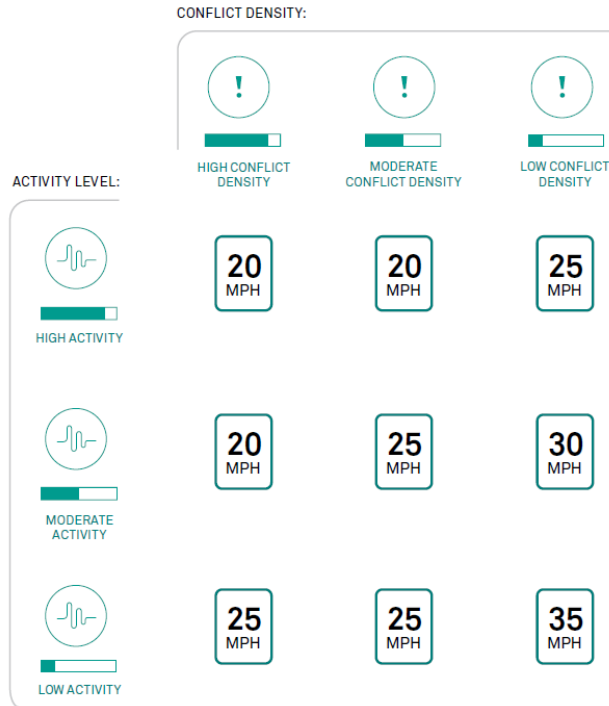 CONFLICT DENSITY:
!
!
!
HIGH CONFLICT
DENSITY
MODERATE
CONFLICT DENSITY
LOW CONFLICT
DENSITY
ACTIVITY LEVEL:
HIGH ACTIVITY
20
MPH
20
MPH
25
MPH
MODERATE
ACTIVITY
20
MPH
25
MPH
30
MPH
LOW ACTIVITY
25
MPH
25
MPH
35
MPH